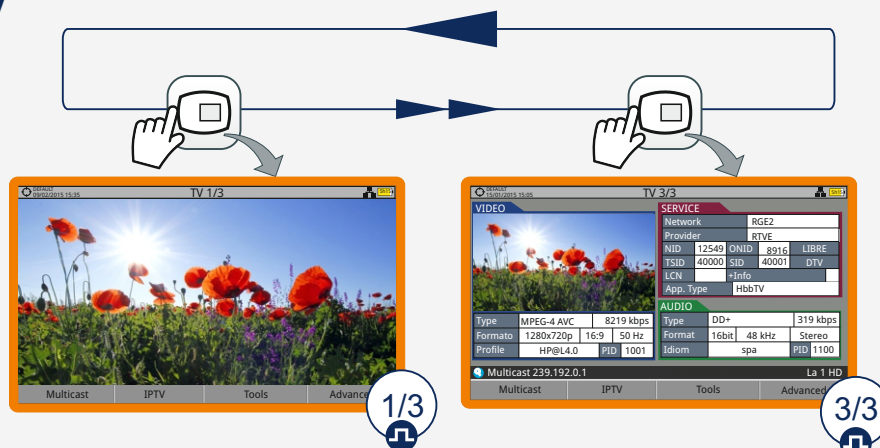 DEFAULT
09/02/2015 15:35
TV 1/3
5h15
Multicast IPTV Tools Advance
1/3
DEFAULT
15/01/2015 15:05
TV 3/3
5h15
VIDEO
Type MPEG-4 AVC 8219 kbps
Formato 1280x720p 16:9 50 Hz
Profile HP@L4.0 PID 1001
SERVICE
Network RGE2
Provider RTVE
NID 12549 ONID 8916 LIBRE
TSID 40000 SID 40001 DTV
LCN +Info
App. Type HbbTV
AUDIO
Type DD+ 319 kbps
Format 16bit 48 kHz Stereo
Idiom spa PID 1100
Multicast 239.192.0.1 La 1 HD
Multicast IPTV Tools Advanced
3/3